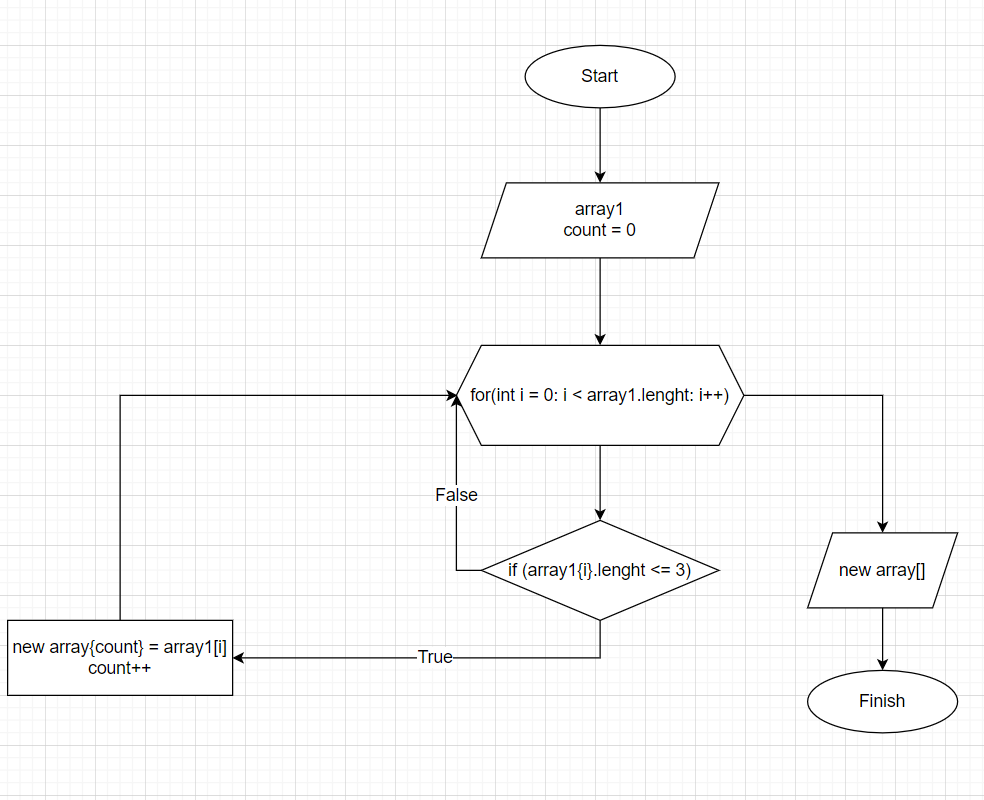 Start
array1
count = 0
for(int i = 0: i < array1.lenght: i++)
False
if (array1{i}.lenght <= 3)
new array[]
new array{count} = array1[i]
count++
True
Finish